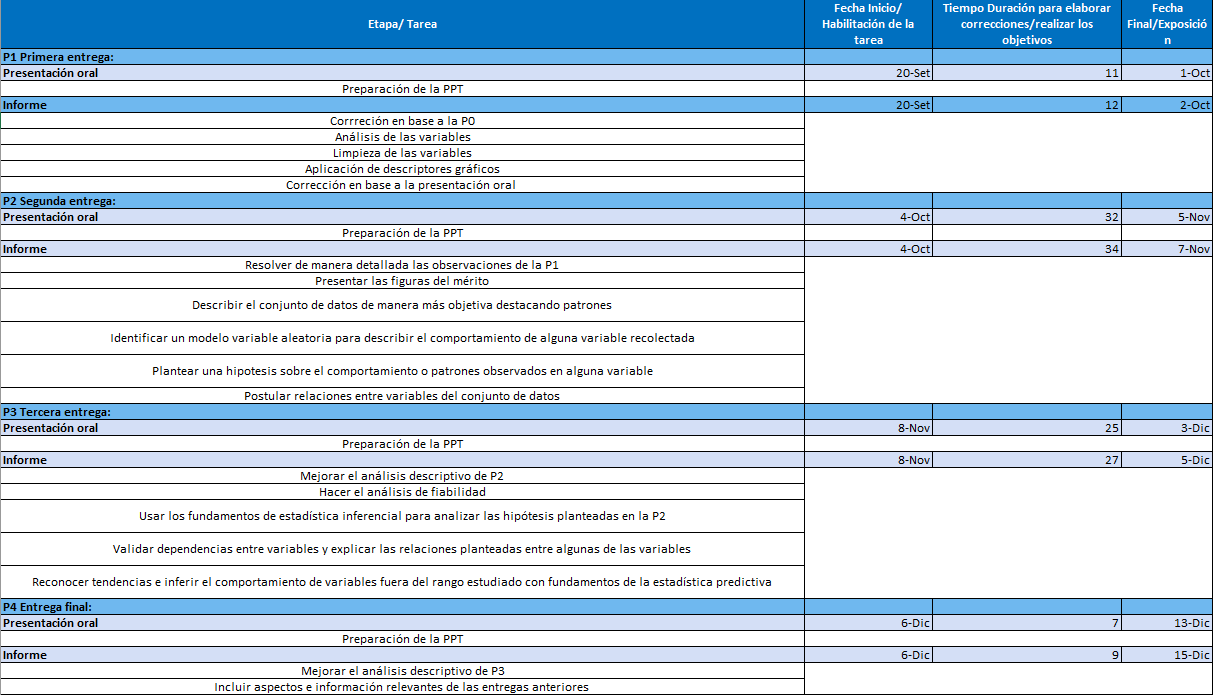 Etapa/ Tarea
Fecha Inicio/
Habilitación de la
tarea
Tiempo Duración para elaborar
correcciones/realizar los
objetivos
Fecha
Final/Exposició
n
P1 Primera entrega:
Presentación oral 20-Set 11 1-Oct
Preparación de la PPT
Informe 20-Set 12 2-Oct
Corrreción en base a la P0
Análisis de las variables
Limpieza de las variables
Aplicación de descriptores gráficos
Corrección en base a la presentación oral
P2 Segunda entrega:
Presentación oral 4-Oct 32 5-Nov
Preparación de la PPT
Informe 4-Oct 34 7-Nov
Resolver de manera detallada las observaciones de la P1
Presentar las figuras del mérito
Describir el conjunto de datos de manera más objetiva destacando patrones
Identificar un modelo variable aleatoria para describir el comportamiento de alguna variable recolectada
Plantear una hipotesis sobre el comportamiento o patrones observados en alguna variable
Postular relaciones entre variables del conjunto de datos
P3 Tercera entrega:
Presentación oral 8-Nov 25 3-Dic
Preparación de la PPT
Informe 8-Nov 27 5-Dic
Mejorar el análisis descriptivo de P2
Hacer el análisis de fiabilidad
Usar los fundamentos de estadística inferencial para analizar las hipótesis planteadas en la P2
Validar dependencias entre variables y explicar las relaciones planteadas entre algunas de las variables
Reconocer tendencias e inferir el comportamiento de variables fuera del rango estudiado con fundamentos de la estadística predictiva
P4 Entrega final:
Presentación oral 6-Dic 7 13-Dic
Preparación de la PPT
Informe 6-Dic 9 15-Dic
Mejorar el análisis descriptivo de P3
Incluir aspectos e información relevantes de las entregas anteriores